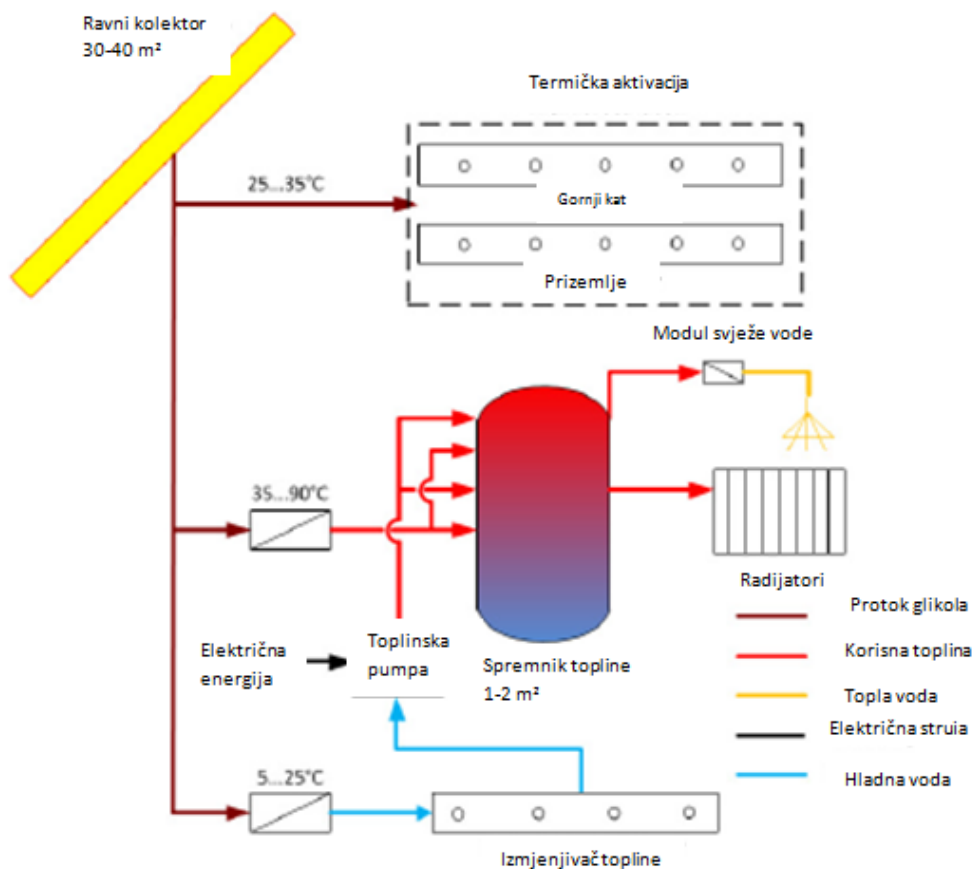 Ravni kolektor
30-40 m²
Termička aktivacija
25...35°C
Gornji kat
Prizemlje
Modul svježe vode
35...90°C
Radijatori
Električna
energija
Toplinska
pumpa
Spremnik topline
1-2 m²
Protok glikola
Korisna toplina
Topla voda
Električna struia
Hladna voda
5...25°C
Izmjenjivač topline